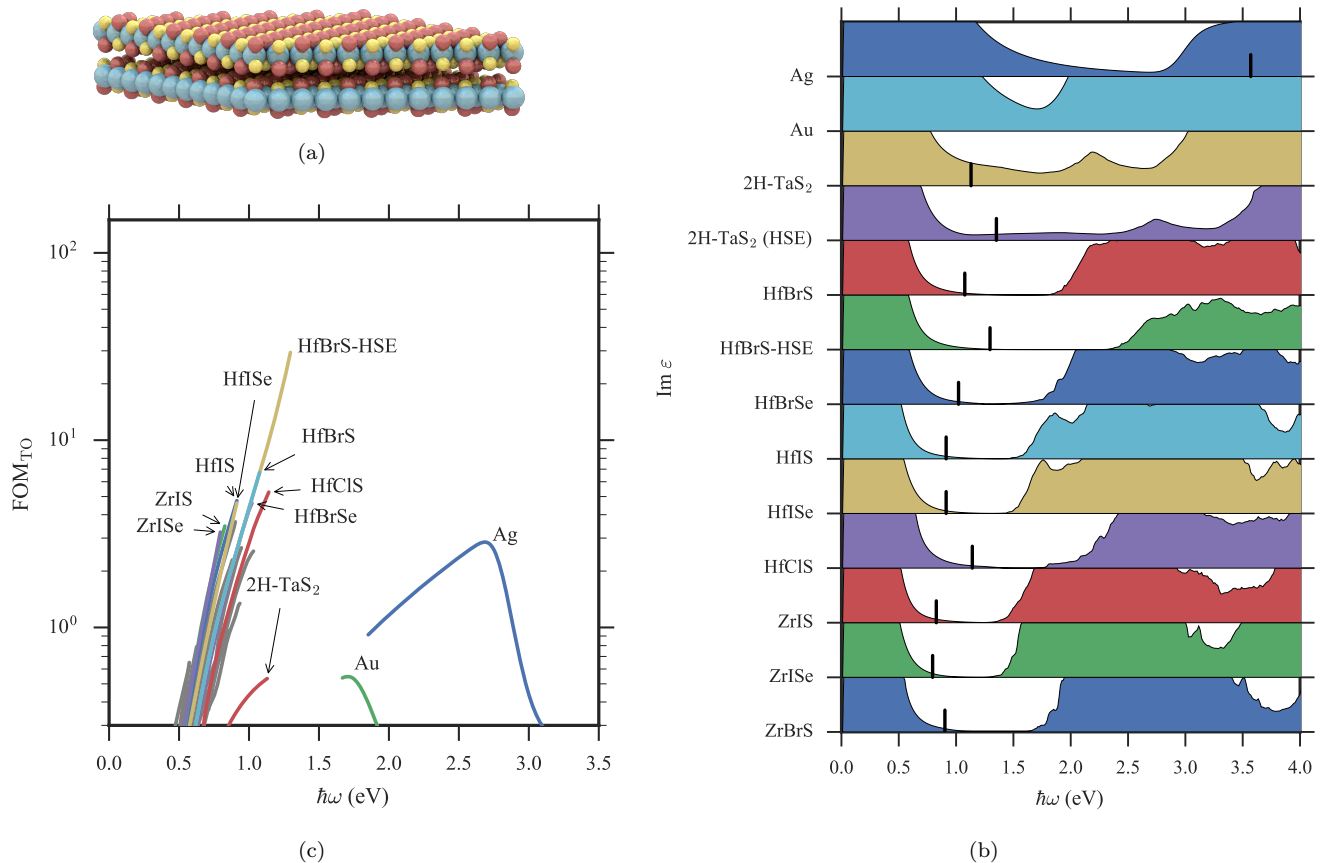 (a)
FOM_TO
10²
10¹
10⁰
HfBrS-HSE
HfISe
HfBrS
HfIS
HfClS
ZrIS
HfBrSe
ZrISe
2H-TaS₂
Ag
Au
0.0 0.5 1.0 1.5 2.0 2.5 3.0 3.5
ħω (eV)
(c)
Im ε
Ag
Au
2H-TaS₂
2H-TaS₂ (HSE)
HfBrS
HfBrS-HSE
HfBrSe
HfIS
HfISe
HfClS
ZrIS
ZrISe
ZrBrS
0.0 0.5 1.0 1.5 2.0 2.5 3.0 3.5 4.0
ħω (eV)
(b)